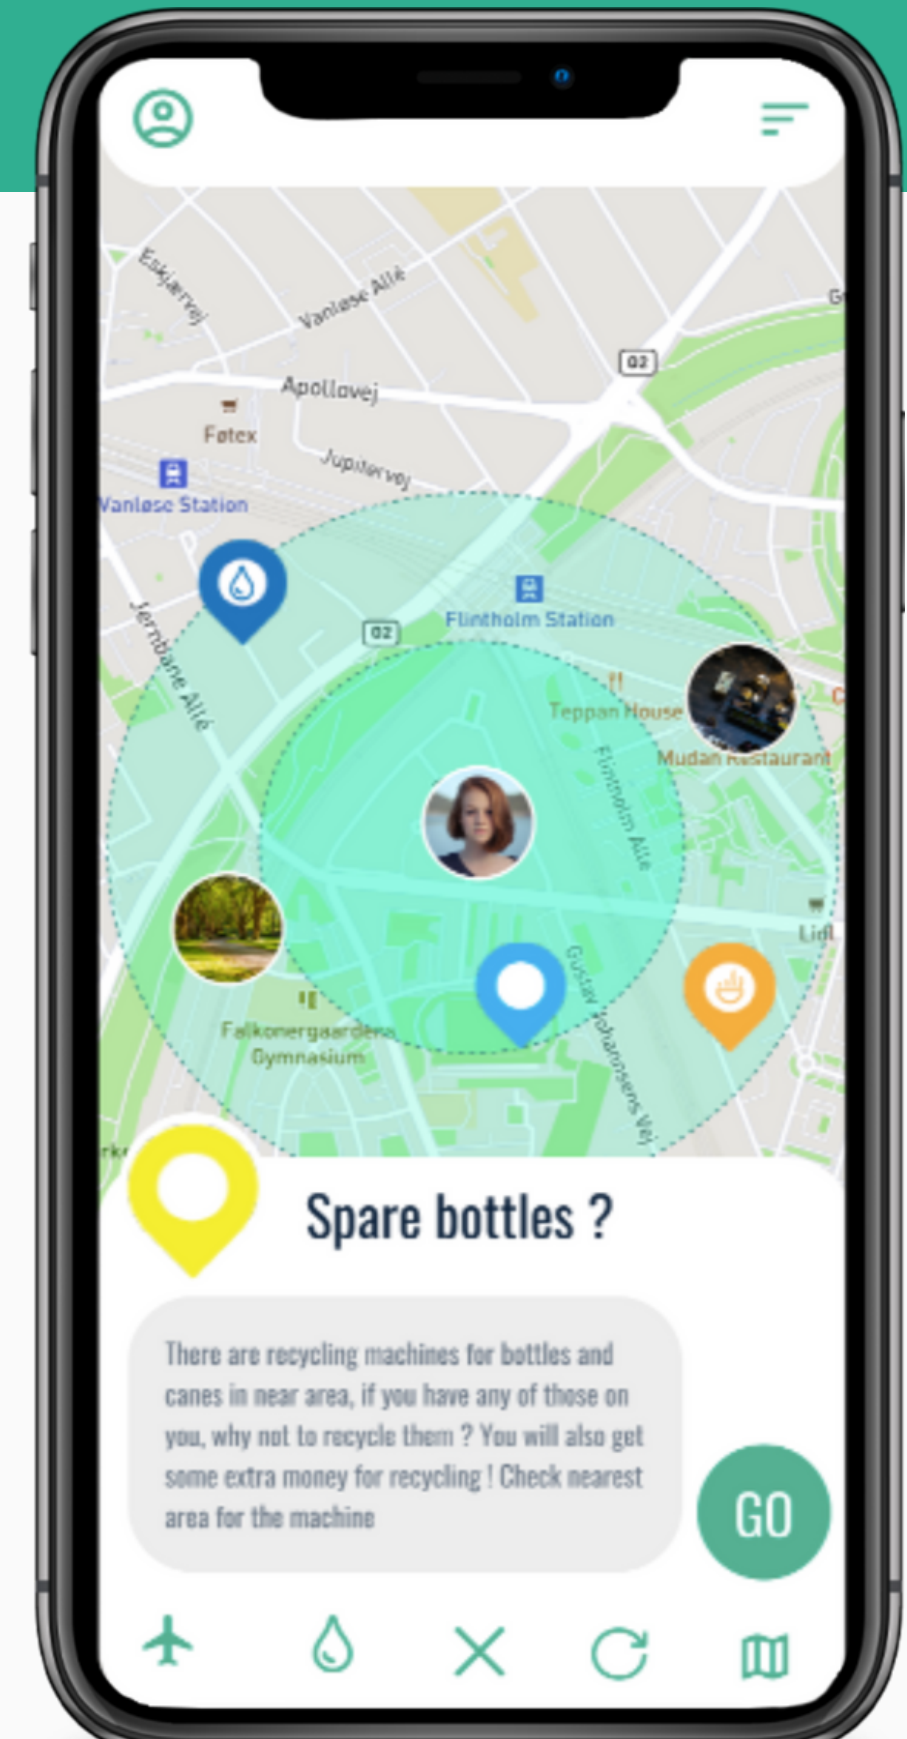 Eskjærvej
Vanløse Allé
02
Apollovej
Føtex
Jupitervej
Vanløse Station
Flintholm Station
02
Jernbane Allé
Teppan House
Mudan Restaurant
Flintholm Allé
Lidl
Falkonergaardens
Gymnasium
Gustav Johannsens Vej
Spare bottles ?
There are recycling machines for bottles and
canes in near area, if you have any of those on
you, why not to recycle them ? You will also get
some extra money for recycling ! Check nearest
area for the machine
GO